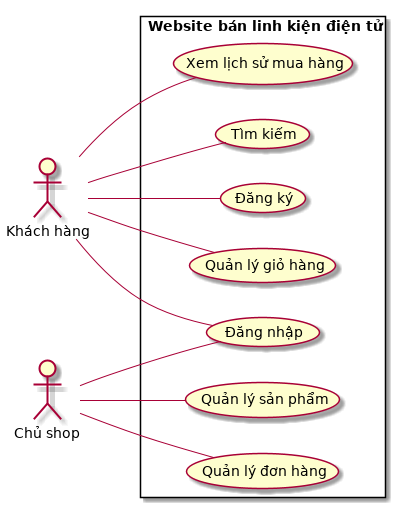 Website bán linh kiện điện tử
Xem lịch sử mua hàng
Tìm kiếm
Đăng ký
Khách hàng
Quản lý giỏ hàng
Đăng nhập
Quản lý sản phẩm
Chủ shop
Quản lý đơn hàng